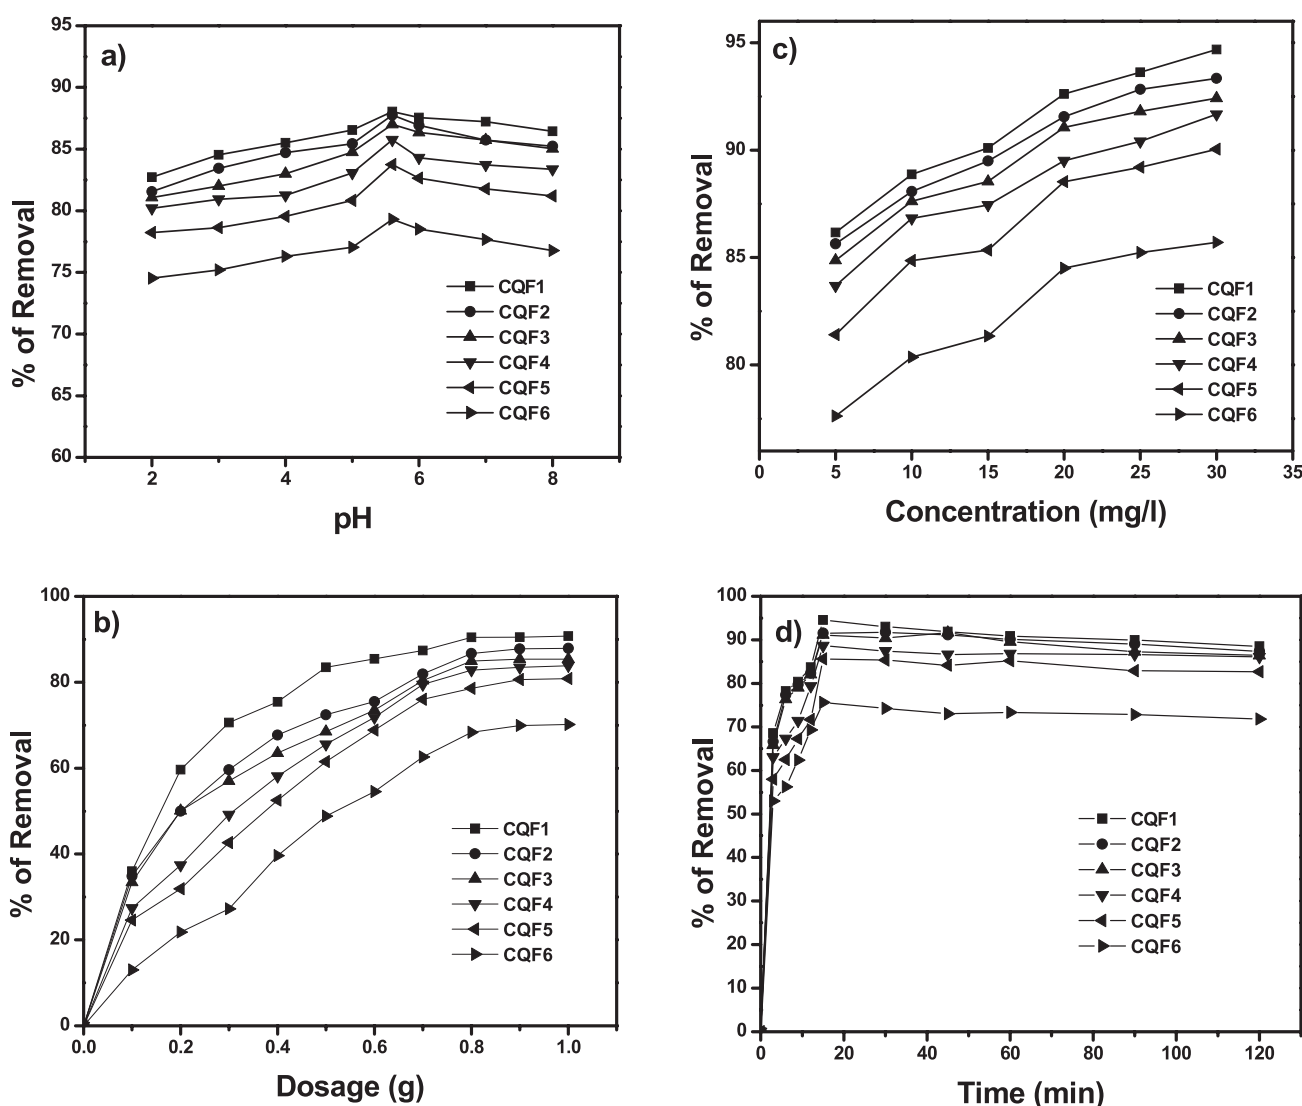 a)
95
90
85
80
75
70
65
60
% of Removal
CQF1
CQF2
CQF3
CQF4
CQF5
CQF6
2 4 6 8
pH
c)
95
90
85
80
% of Removal
CQF1
CQF2
CQF3
CQF4
CQF5
CQF6
0 5 10 15 20 25 30 35
Concentration (mg/l)
b)
100
80
60
40
20
0
% of Removal
CQF1
CQF2
CQF3
CQF4
CQF5
CQF6
0.0 0.2 0.4 0.6 0.8 1.0
Dosage (g)
d)
100
90
80
70
60
50
40
30
20
10
0
% of Removal
CQF1
CQF2
CQF3
CQF4
CQF5
CQF6
0 20 40 60 80 100 120
Time (min)